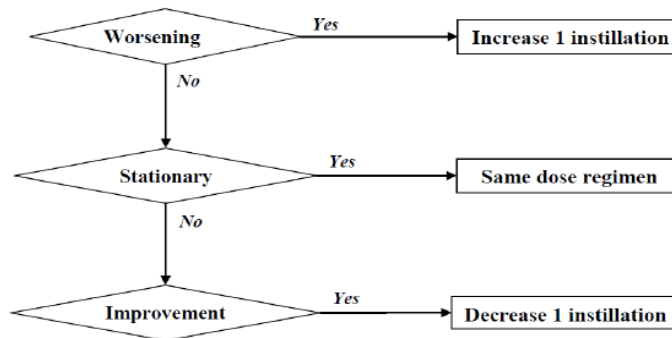 Worsening
Yes
Increase 1 instillation
No
Stationary
Yes
Same dose regimen
No
Improvement
Yes
Decrease 1 instillation